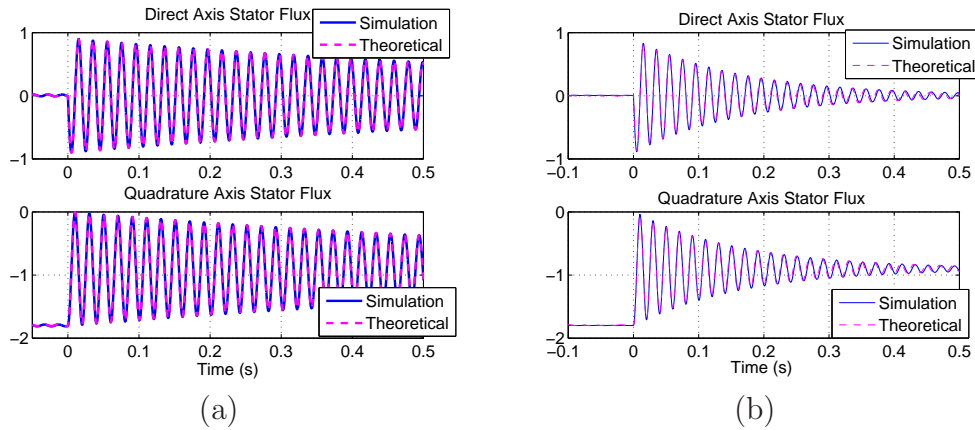 Direct Axis Stator Flux
Simulation
Theoretical
1
0
−1
0
0.1
0.2
0.3
0.4
0.5
Quadrature Axis Stator Flux
0
−1
−2
Simulation
Theoretical
0
0.1
0.2
0.3
0.4
0.5
Time (s)
(a)
Direct Axis Stator Flux
Simulation
Theoretical
1
0
−1
−0.1
0
0.1
0.2
0.3
0.4
0.5
Quadrature Axis Stator Flux
0
−1
−2
Simulation
Theoretical
−0.1
0
0.1
0.2
0.3
0.4
0.5
Time (s)
(b)